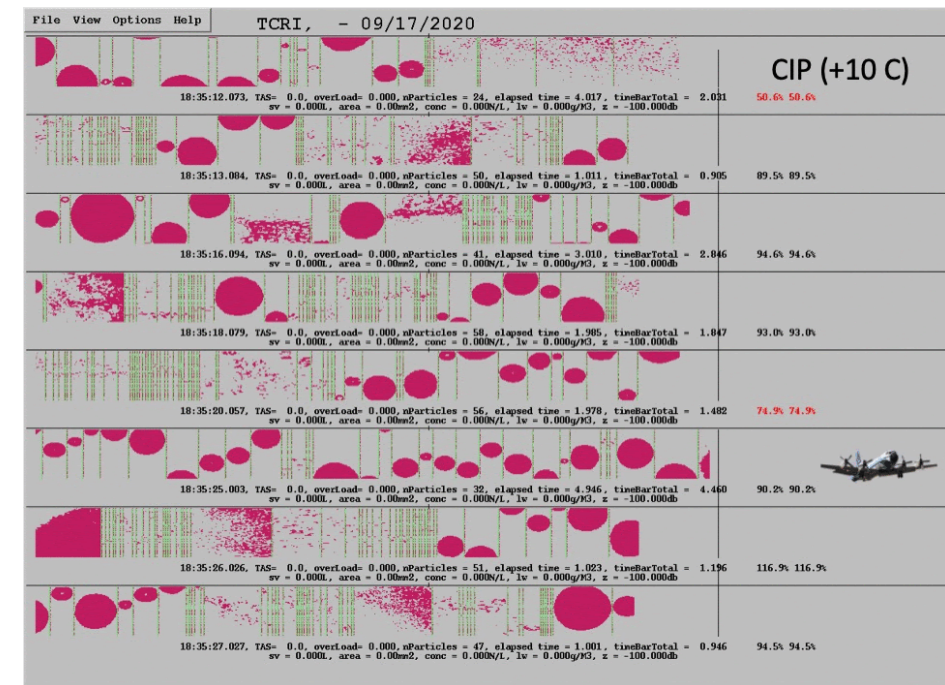 File View Options Help
TCRI, - 09/17/2020
CIP (+10 C)
18:35:12.073, TAS= 0.0, overLoad= 0.000, nParticles = 24, elapsed time = 4.017, timeBarTotal = 2.031 50.6% 50.6%
sv = 0.000L, area = 0.00mm2, conc = 0.000N/L, lw = 0.000g/M3, z = -100.000db
18:35:13.084, TAS= 0.0, overLoad= 0.000, nParticles = 50, elapsed time = 1.011, timeBarTotal = 0.905 89.5% 89.5%
sv = 0.000L, area = 0.00mm2, conc = 0.000N/L, lw = 0.000g/M3, z = -100.000db
18:35:16.094, TAS= 0.0, overLoad= 0.000, nParticles = 41, elapsed time = 3.010, timeBarTotal = 2.846 94.6% 94.6%
sv = 0.000L, area = 0.00mm2, conc = 0.000N/L, lw = 0.000g/M3, z = -100.000db
18:35:18.079, TAS= 0.0, overLoad= 0.000, nParticles = 58, elapsed time = 1.985, timeBarTotal = 1.847 93.0% 93.0%
sv = 0.000L, area = 0.00mm2, conc = 0.000N/L, lw = 0.000g/M3, z = -100.000db
18:35:20.057, TAS= 0.0, overLoad= 0.000, nParticles = 56, elapsed time = 1.978, timeBarTotal = 1.482 74.9% 74.9%
sv = 0.000L, area = 0.00mm2, conc = 0.000N/L, lw = 0.000g/M3, z = -100.000db
18:35:25.003, TAS= 0.0, overLoad= 0.000, nParticles = 32, elapsed time = 4.946, timeBarTotal = 4.460 90.2% 90.2%
sv = 0.000L, area = 0.00mm2, conc = 0.000N/L, lw = 0.000g/M3, z = -100.000db
18:35:26.026, TAS= 0.0, overLoad= 0.000, nParticles = 51, elapsed time = 1.023, timeBarTotal = 1.196 116.9% 116.9%
sv = 0.000L, area = 0.00mm2, conc = 0.000N/L, lw = 0.000g/M3, z = -100.000db
18:35:27.027, TAS= 0.0, overLoad= 0.000, nParticles = 47, elapsed time = 1.001, timeBarTotal = 0.946 94.5% 94.5%
sv = 0.000L, area = 0.00mm2, conc = 0.000N/L, lw = 0.000g/M3, z = -100.000db